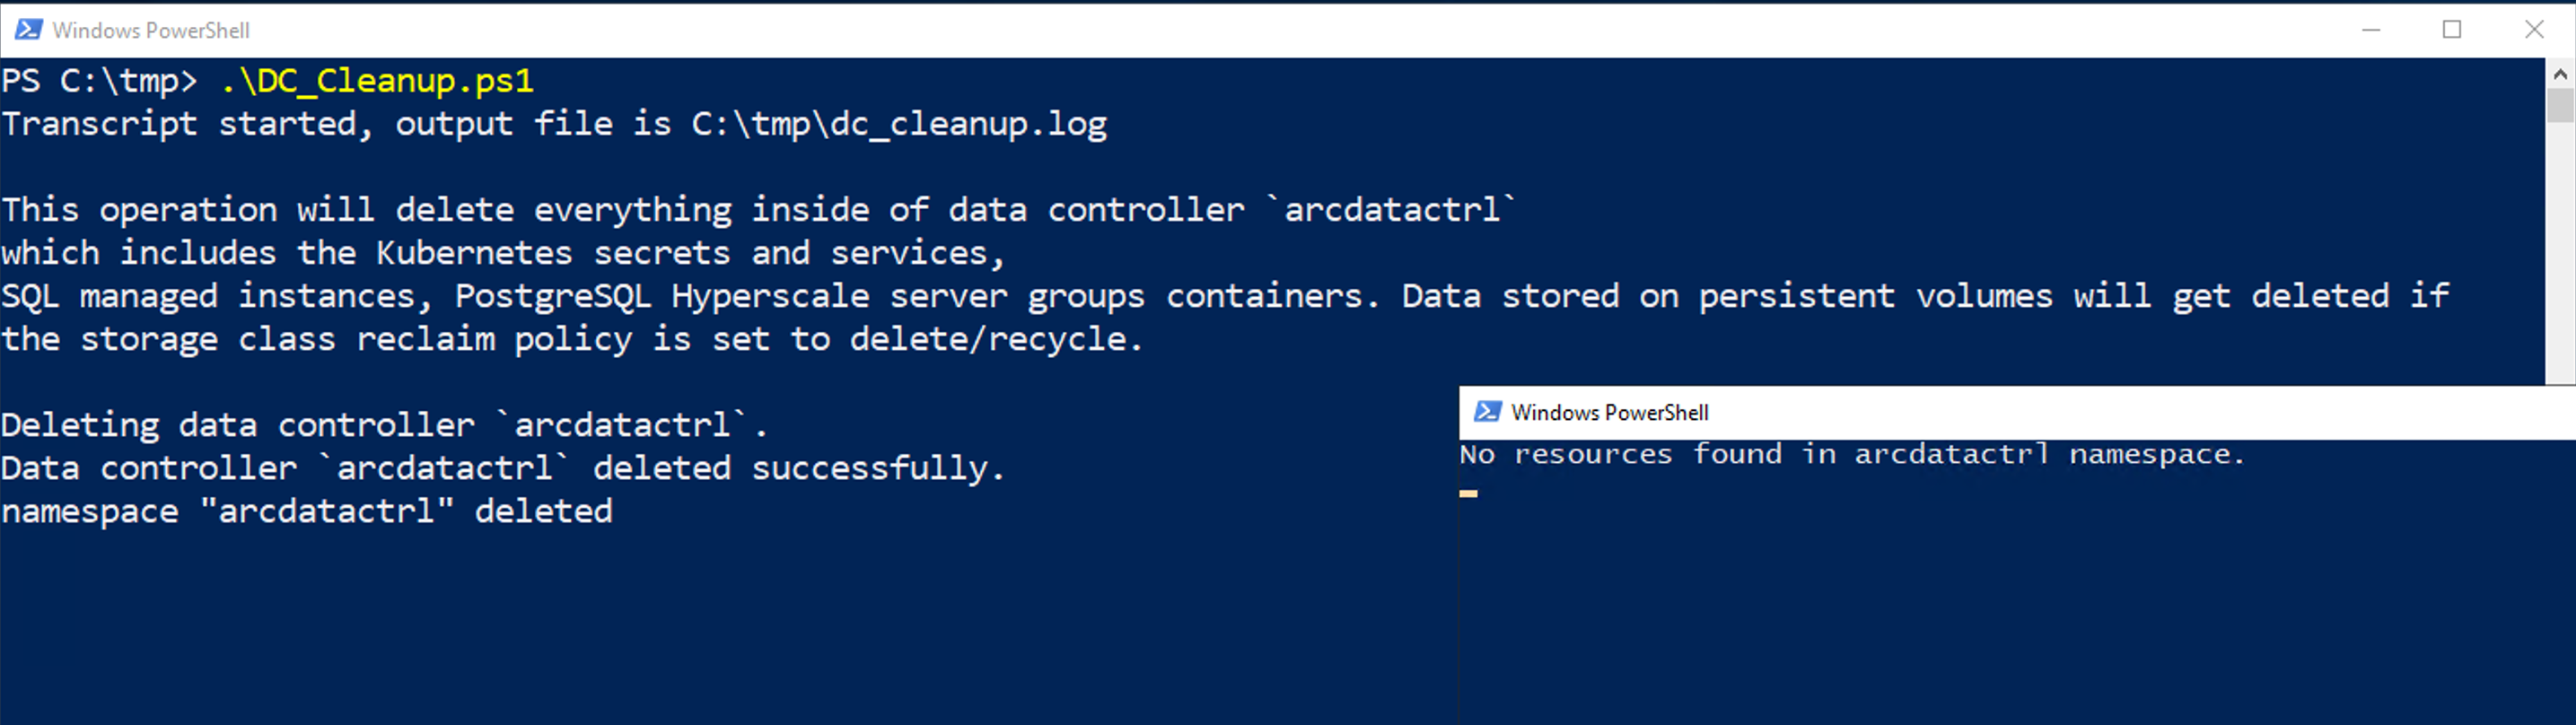 Windows PowerShell
PS C:\tmp> .\DC_Cleanup.ps1
Transcript started, output file is C:\tmp\dc_cleanup.log
This operation will delete everything inside of data controller `arcdatactrl`
which includes the Kubernetes secrets and services,
SQL managed instances, PostgreSQL Hyperscale server groups containers. Data stored on persistent volumes will get deleted if
the storage class reclaim policy is set to delete/recycle.
Deleting data controller `arcdatactrl`.
Data controller `arcdatactrl` deleted successfully.
namespace "arcdatactrl" deleted
Windows PowerShell
No resources found in arcdatactrl namespace.